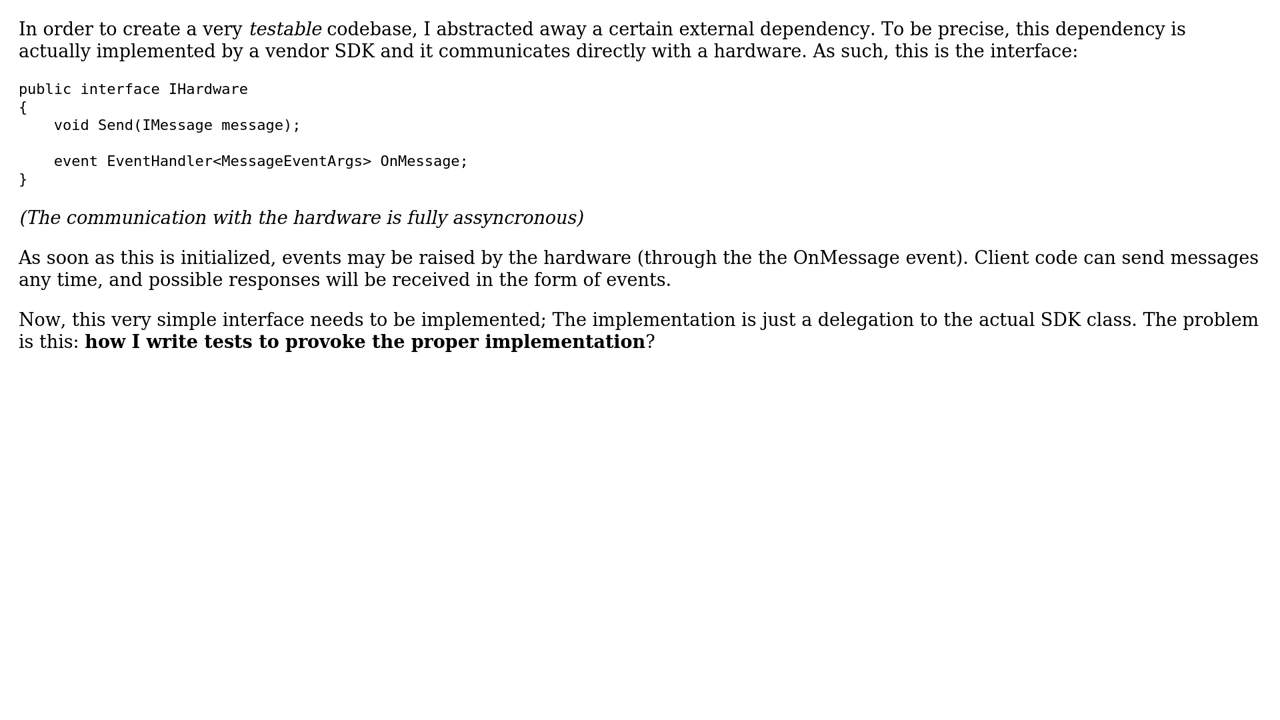 In order to create a very testable codebase, I abstracted away a certain external dependency. To be precise, this dependency is
actually implemented by a vendor SDK and it communicates directly with a hardware. As such, this is the interface:
public interface IHardware
{
    void Send(IMessage message);
    event EventHandler<MessageEventArgs> OnMessage;
}
(The communication with the hardware is fully assyncronous)
As soon as this is initialized, events may be raised by the hardware (through the the OnMessage event). Client code can send messages
any time, and possible responses will be received in the form of events.
Now, this very simple interface needs to be implemented; The implementation is just a delegation to the actual SDK class. The problem
is this: how I write tests to provoke the proper implementation?